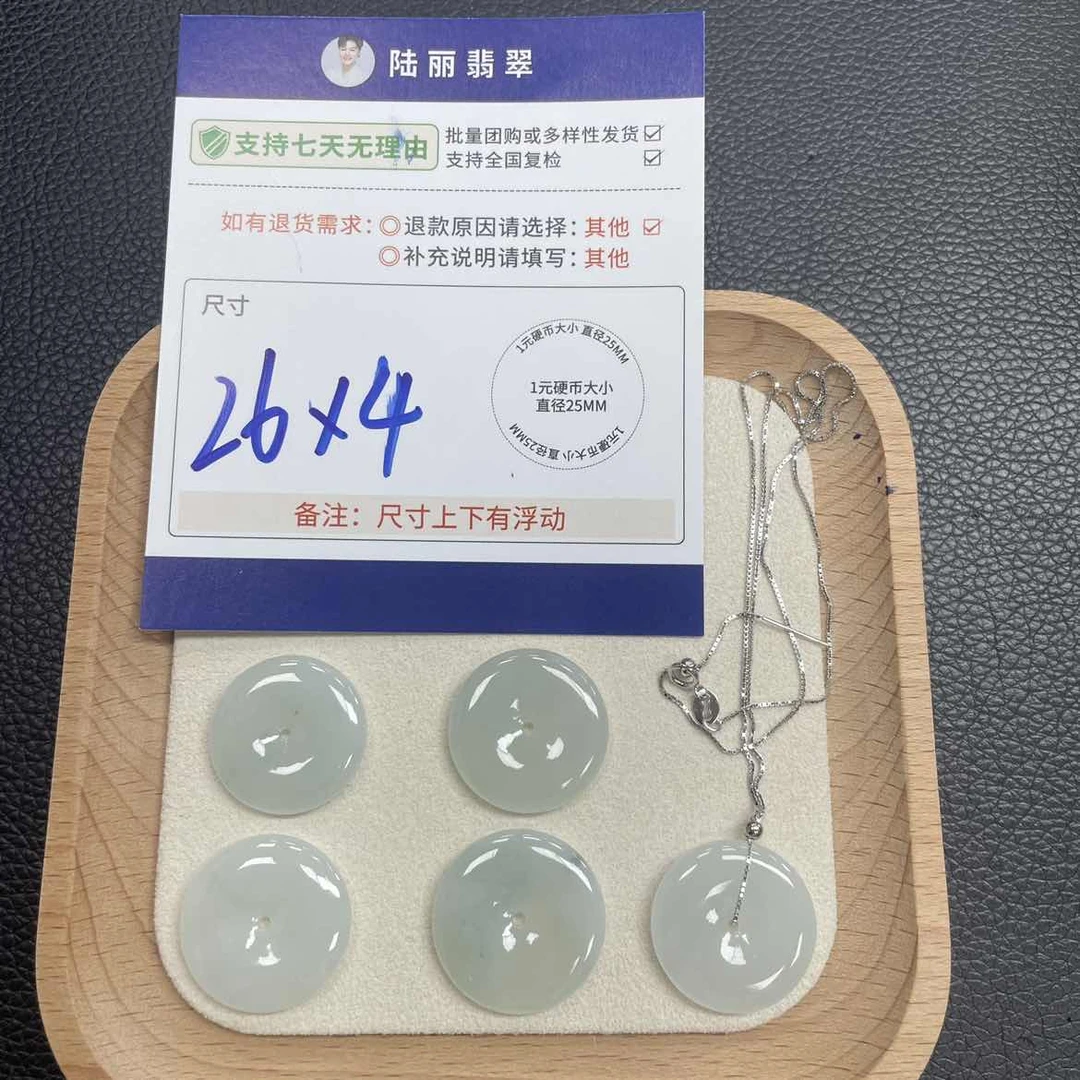 陆丽翡翠
支持七天无理由
批量团购或多样性发货
支持全国复检
如有退货需求：◎退款原因请选择：其他
◎补充说明请填写：其他
尺寸
26×4
1元硬币大小 直径25MM
1元硬币大小
直径25MM
1元硬币大小 直径25MM
备注：尺寸上下有浮动